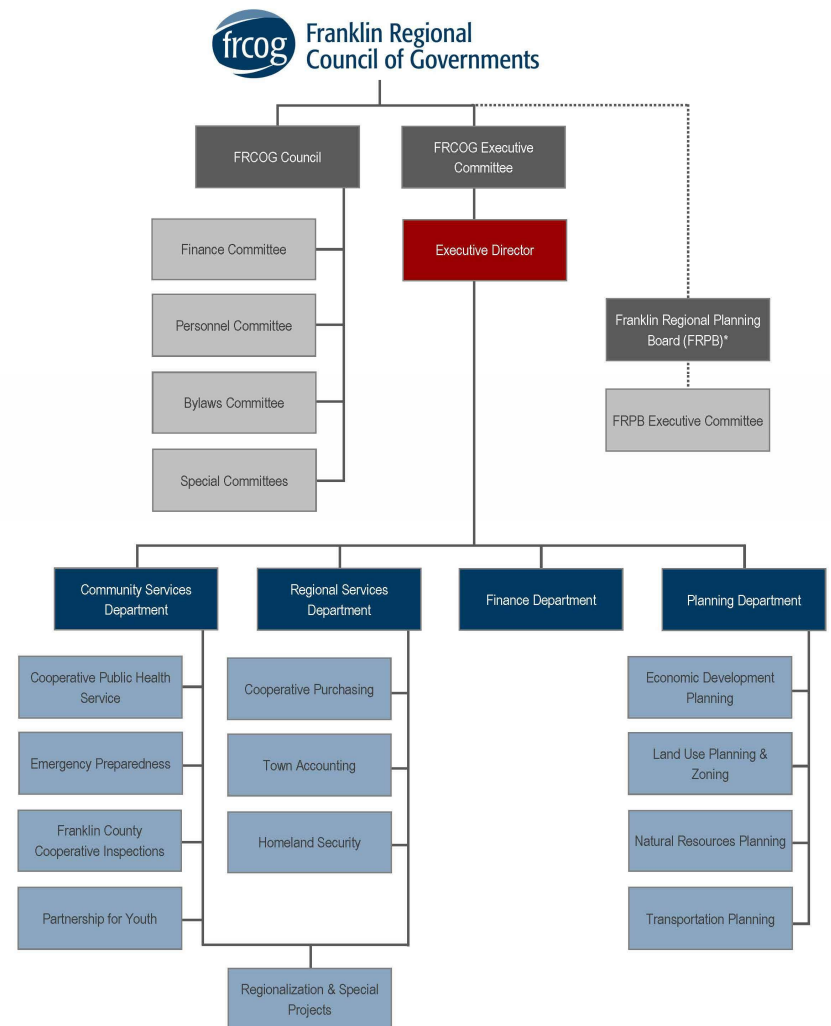 frcog
Franklin Regional
Council of Governments
FRCOG Council
FRCOG Executive
Committee
Finance Committee
Executive Director
Personnel Committee
Franklin Regional Planning
Board (FRPB)*
Bylaws Committee
FRPB Executive Committee
Special Committees
Community Services
Department
Regional Services
Department
Finance Department
Planning Department
Cooperative Public Health
Service
Cooperative Purchasing
Economic Development
Planning
Emergency Preparedness
Town Accounting
Land Use Planning &
Zoning
Franklin County
Cooperative Inspections
Homeland Security
Natural Resources Planning
Partnership for Youth
Transportation Planning
Regionalization & Special
Projects